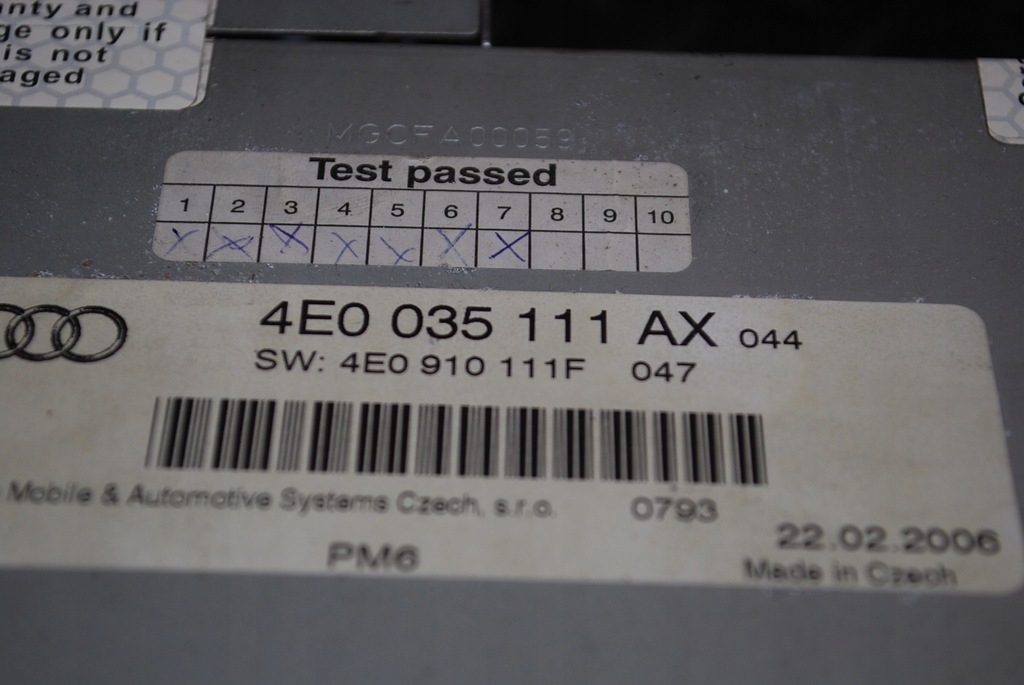 and
ge only if
is not
aged
MGCFA00059
Test passed
1 2 3 4 5 6 7 8 9 10
X X X X X X X
4E0 035 111 AX 044
SW: 4E0 910 111F 047
Mobile & Automotive Systems Czech, s.r.o. 0793
22.02.2006
PM6
Made in Czech